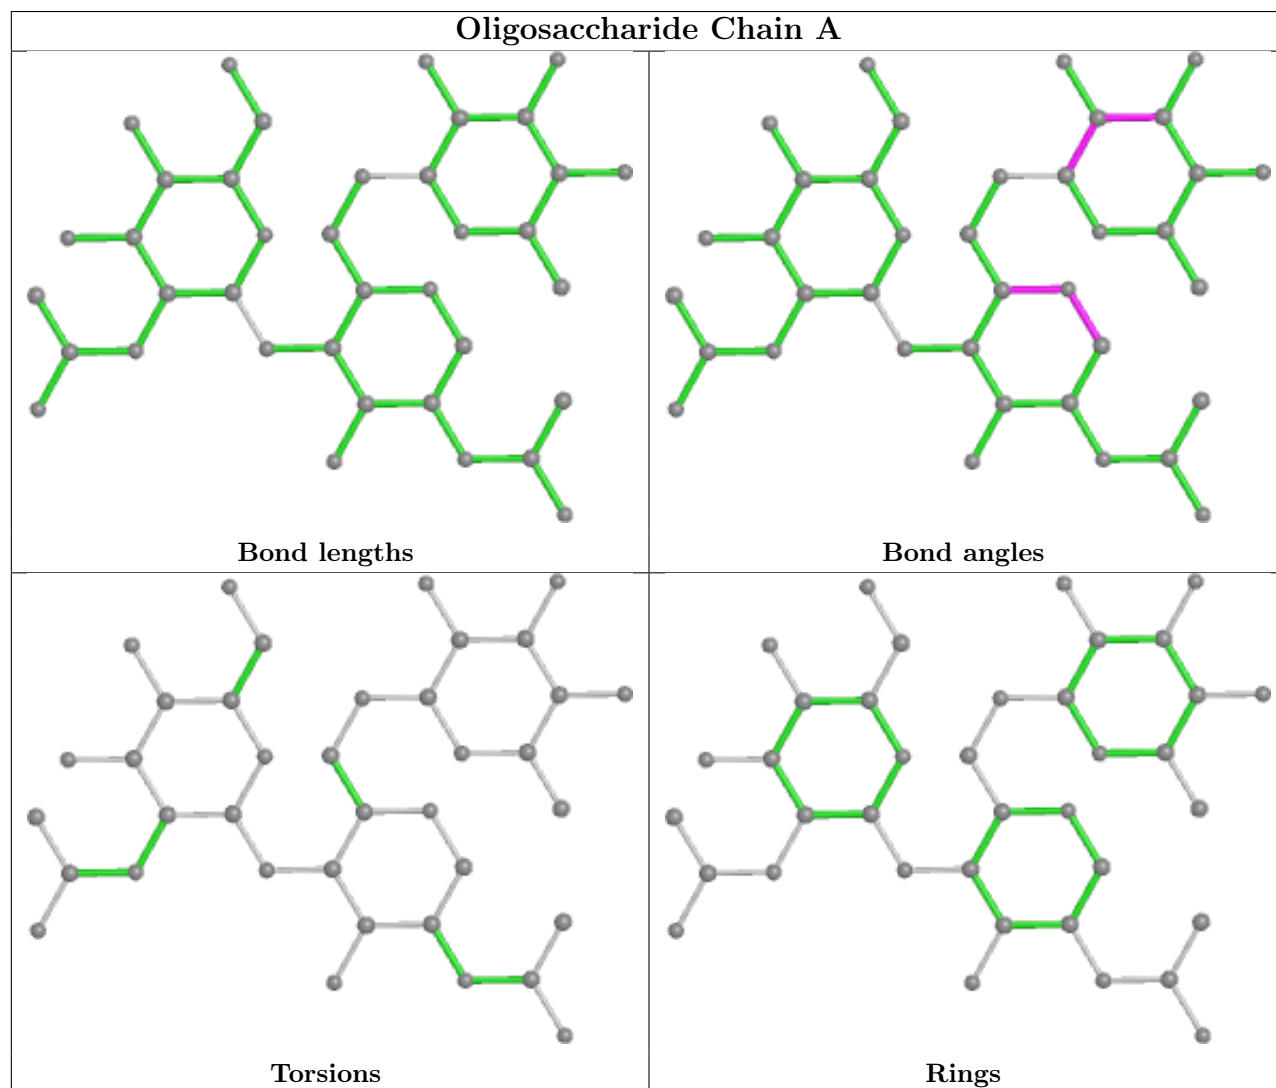 Oligosaccharide Chain A
Bond lengths
Bond angles
Torsions
Rings